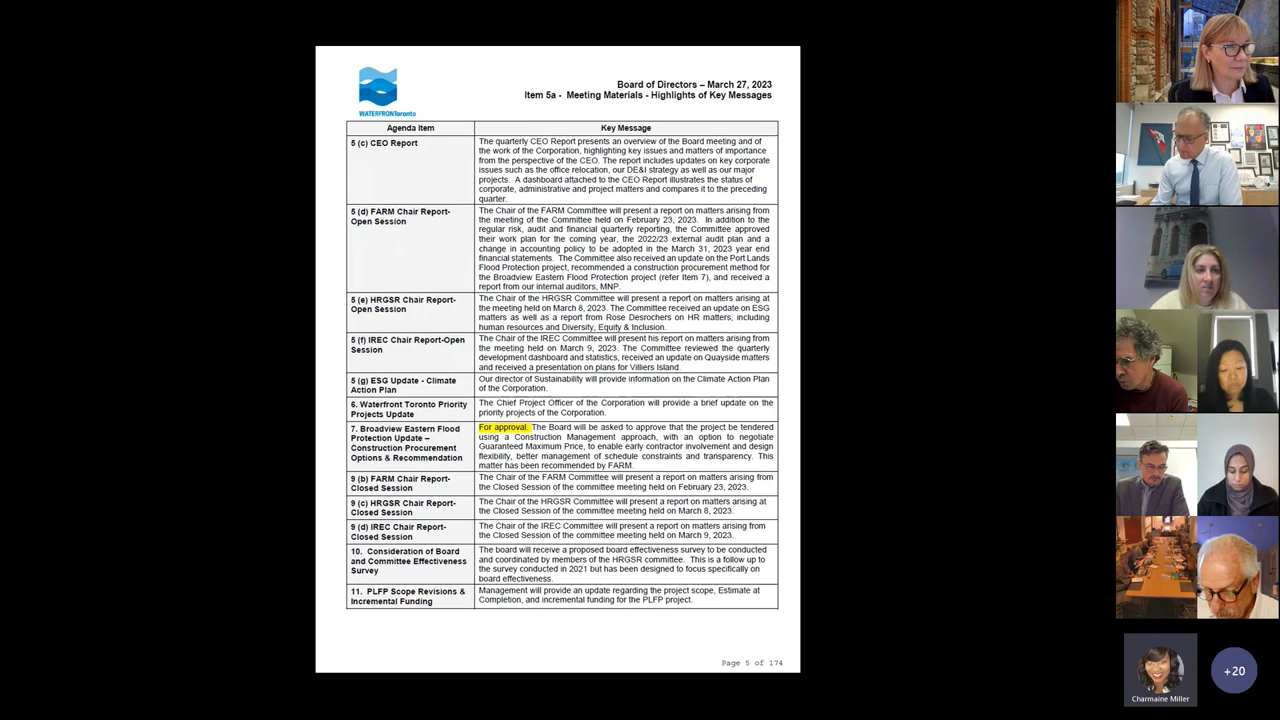 Board of Directors – March 27, 2023
Item 5a - Meeting Materials - Highlights of Key Messages
WATERFRONToronto
Agenda Item
Key Message
5 (c) CEO Report
The quarterly CEO Report presents an overview of the Board meeting and of
the work of the Corporation, highlighting key issues and matters of importance
from the perspective of the CEO. The report includes updates on key corporate
issues such as the office relocation, our DE&I strategy as well as our major
projects. A dashboard attached to the CEO Report illustrates the status of
corporate, administrative and project matters and compares it to the preceding
quarter.
5 (d) FARM Chair Report-
Open Session
The Chair of the FARM Committee will present a report on matters arising from
the meeting of the Committee held on February 23, 2023. In addition to the
regular risk, audit and financial quarterly reporting, the Committee approved
their work plan for the coming year, the 2022/23 external audit plan and a
change in accounting policy to be adopted in the March 31, 2023 year end
financial statements. The Committee also received an update on the Port Lands
Flood Protection project, recommended a construction procurement method for
the Broadview Eastern Flood Protection project (refer Item 7), and received a
report from our internal auditors, MNP.
5 (e) HRGSR Chair Report-
Open Session
The Chair of the HRGSR Committee will present a report on matters arising at
the meeting held on March 8, 2023. The Committee received an update on ESG
matters as well as a report from Rose Desrochers on HR matters, including
human resources and Diversity, Equity & Inclusion.
5 (f) IREC Chair Report-Open
Session
The Chair of the IREC Committee will present his report on matters arising from
the meeting held on March 9, 2023. The Committee reviewed the quarterly
development dashboard and statistics, received an update on Quayside matters
and received a presentation on plans for Villiers Island.
5 (g) ESG Update - Climate
Action Plan
Our director of Sustainability will provide information on the Climate Action Plan
of the Corporation.
6. Waterfront Toronto Priority
Projects Update
The Chief Project Officer of the Corporation will provide a brief update on the
priority projects of the Corporation.
7. Broadview Eastern Flood
Protection Update –
Construction Procurement
Options & Recommendation
For approval. The Board will be asked to approve that the project be tendered
using a Construction Management approach, with an option to negotiate
Guaranteed Maximum Price, to enable early contractor involvement and design
flexibility, better management of schedule constraints and transparency. This
matter has been recommended by FARM.
9 (b) FARM Chair Report-
Closed Session
The Chair of the FARM Committee will present a report on matters arising from
the Closed Session of the committee meeting held on February 23, 2023.
9 (c) HRGSR Chair Report-
Closed Session
The Chair of the HRGSR Committee will present a report on matters arising at
the Closed Session of the committee meeting held on March 8, 2023.
9 (d) IREC Chair Report-
Closed Session
The Chair of the IREC Committee will present a report on matters arising from
the Closed Session of the committee meeting held on March 9, 2023.
10. Consideration of Board
and Committee Effectiveness
Survey
The board will receive a proposed board effectiveness survey to be conducted
and coordinated by members of the HRGSR committee. This is a follow up to
the survey conducted in 2021 but has been designed to focus specifically on
board effectiveness.
11. PLFP Scope Revisions &
Incremental Funding
Management will provide an update regarding the project scope, Estimate at
Completion, and incremental funding for the PLFP project.
Page 5 of 174
Charmaine Miller
+20